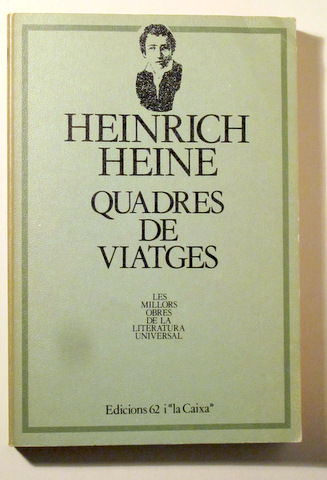 HEINRICH
HEINE
QUADRES
DE
VIATGES
LES
MILLORS
OBRES
DE LA
LITERATURA
UNIVERSAL
Edicions 62 i "la Caixa"